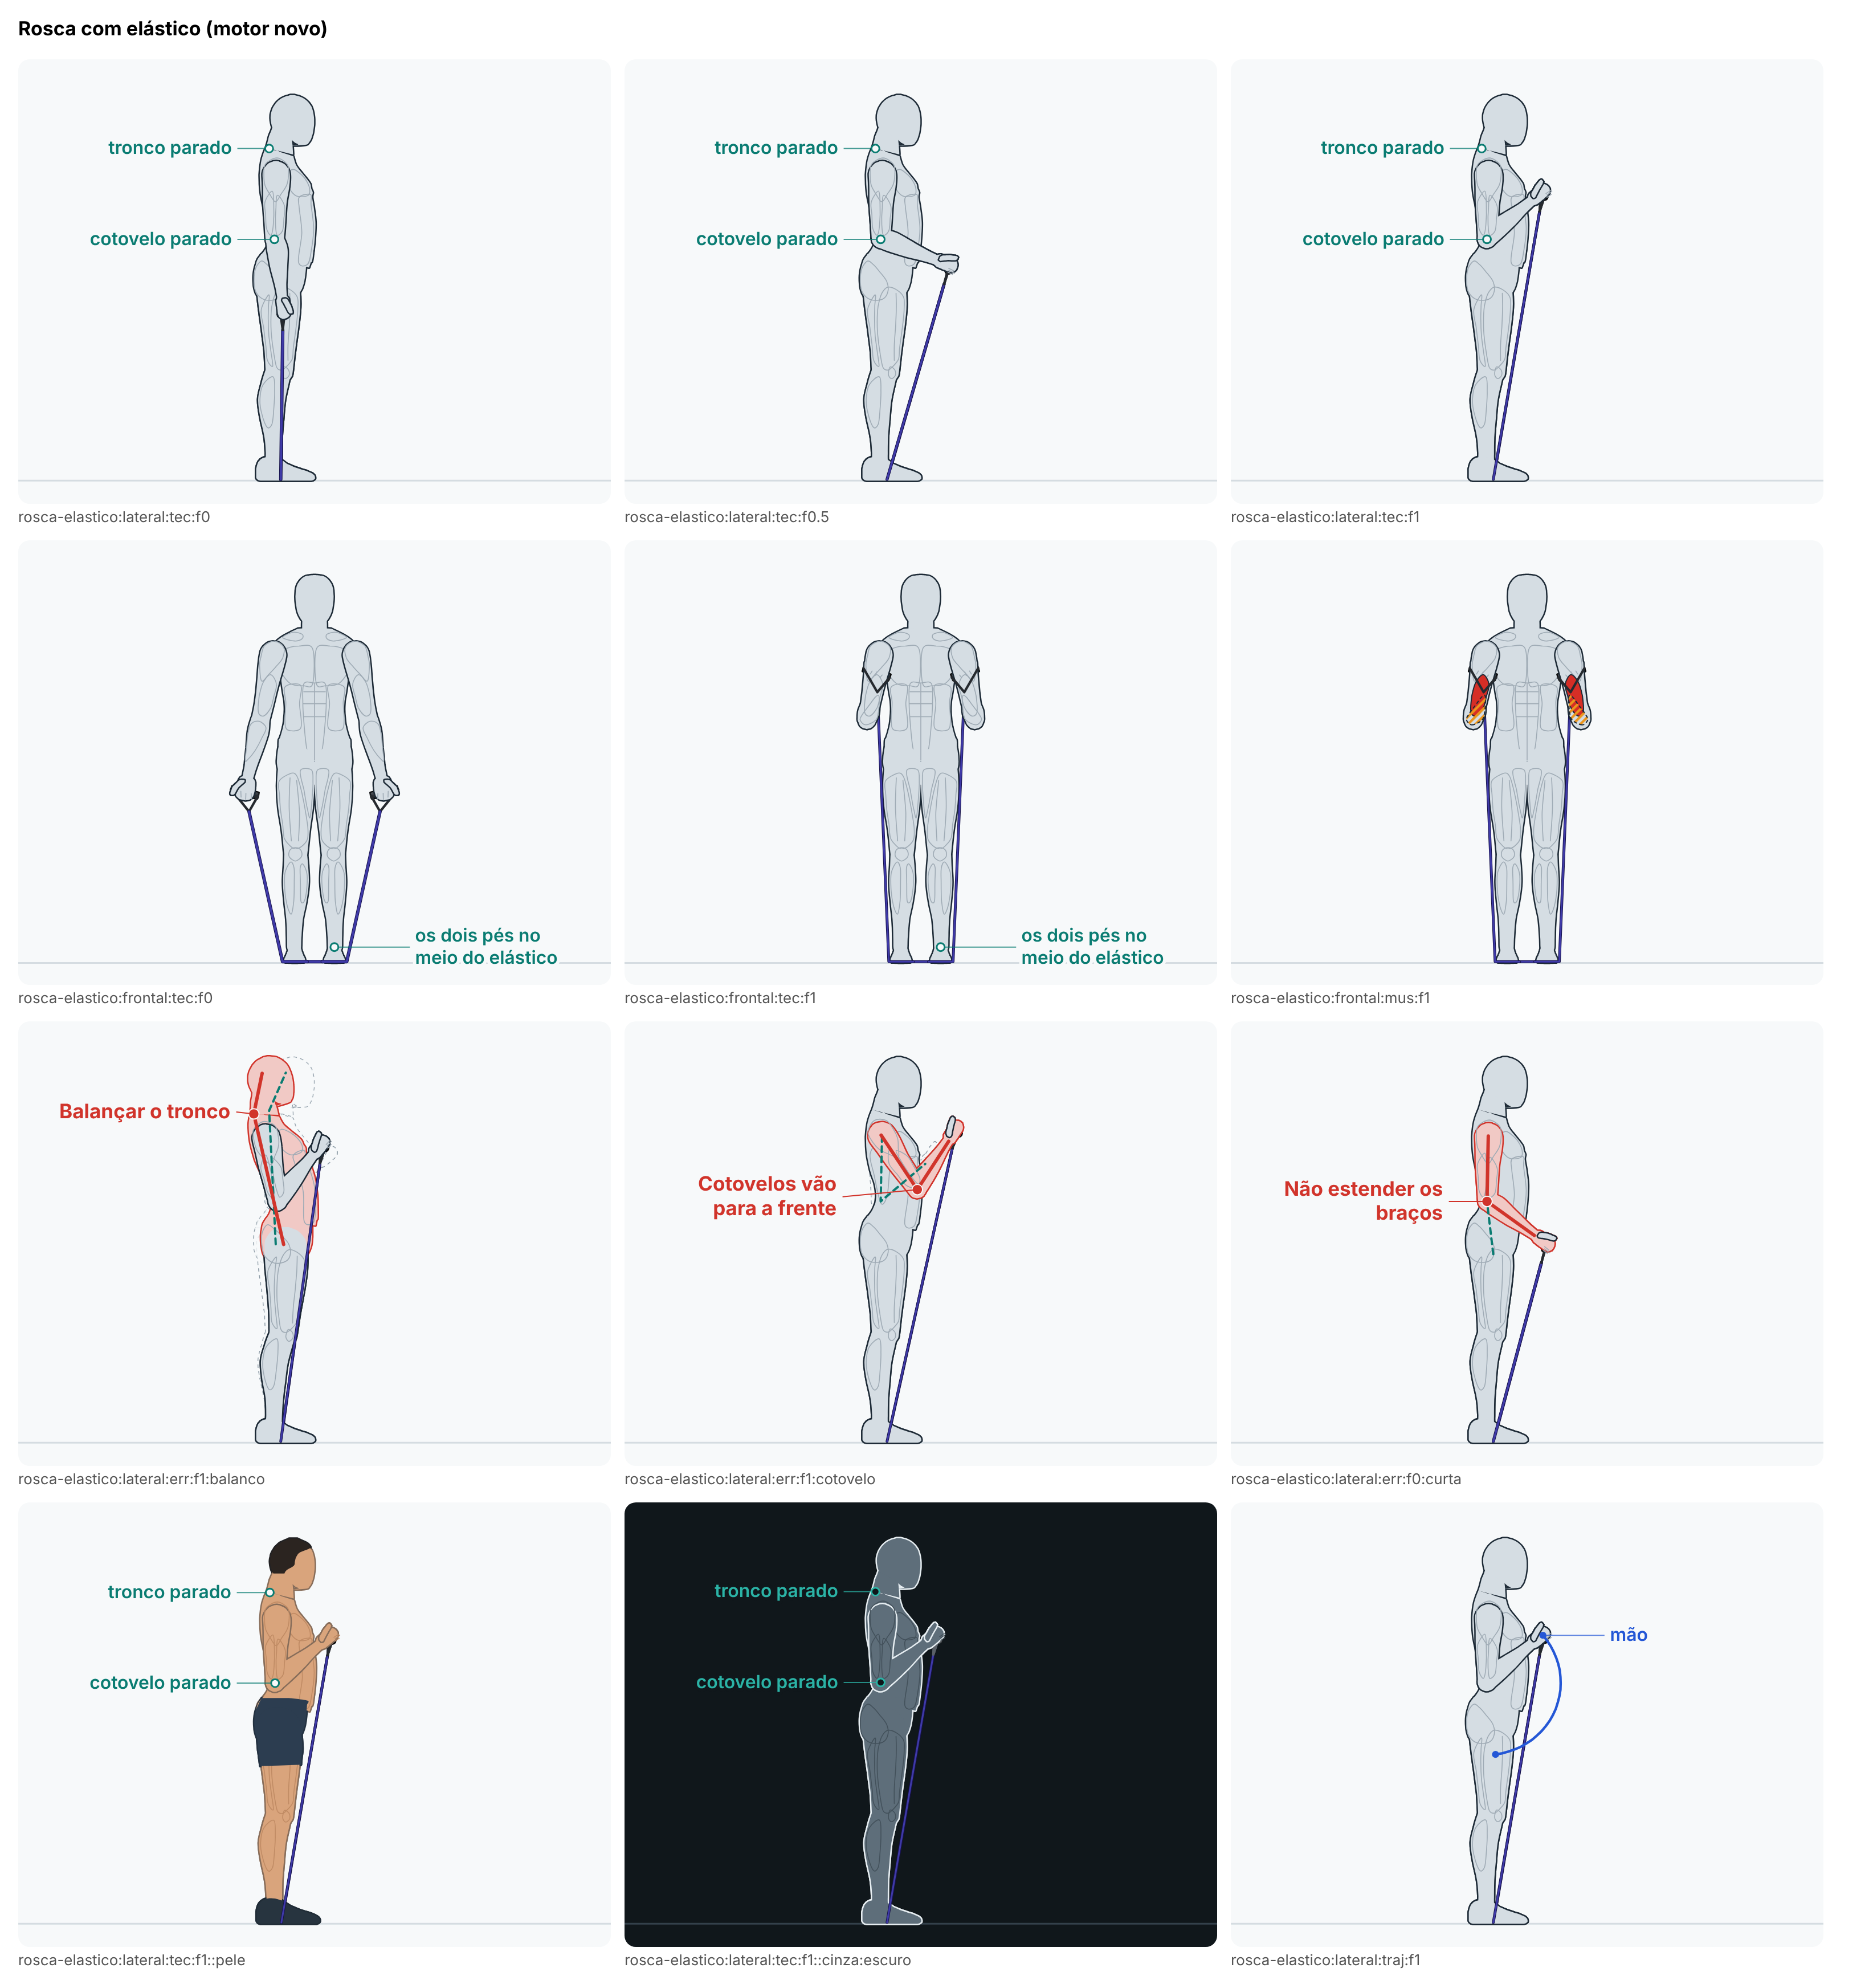 Rosca com elástico (motor novo)
tronco parado
cotovelo parado
rosca-elastico:lateral:tec:f0
tronco parado
cotovelo parado
rosca-elastico:lateral:tec:f0.5
tronco parado
cotovelo parado
rosca-elastico:lateral:tec:f1
os dois pés no
meio do elástico
rosca-elastico:frontal:tec:f0
os dois pés no
meio do elástico
rosca-elastico:frontal:tec:f1
rosca-elastico:frontal:mus:f1
Balançar o tronco
rosca-elastico:lateral:err:f1:balanco
Cotovelos vão
para a frente
rosca-elastico:lateral:err:f1:cotovelo
Não estender os
braços
rosca-elastico:lateral:err:f0:curta
tronco parado
cotovelo parado
rosca-elastico:lateral:tec:f1::pele
tronco parado
cotovelo parado
rosca-elastico:lateral:tec:f1::cinza:escuro
mão
rosca-elastico:lateral:traj:f1